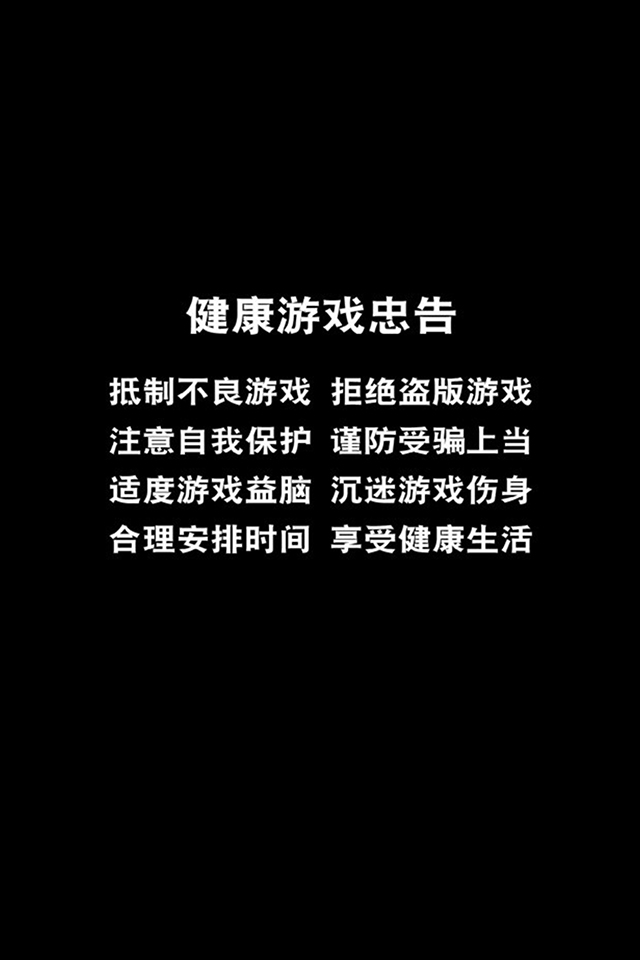 健康游戏忠告
抵制不良游戏 拒绝盗版游戏
注意自我保护 谨防受骗上当
适度游戏益脑 沉迷游戏伤身
合理安排时间 享受健康生活